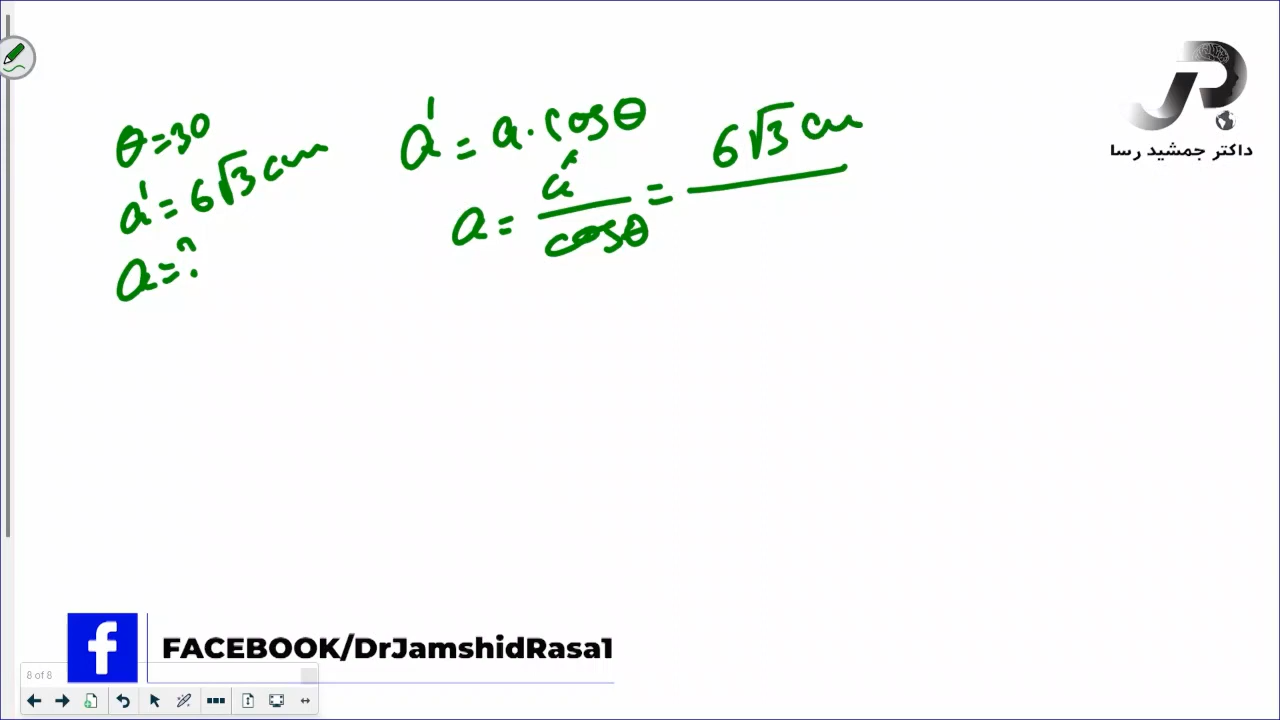 θ=30
a'=6√3 cm
a=?
a'=a·cosθ
a=a'/cosθ=6√3 cm/
داکتر جمشید رسا
FACEBOOK/DrJamshidRasa1
8 of 8